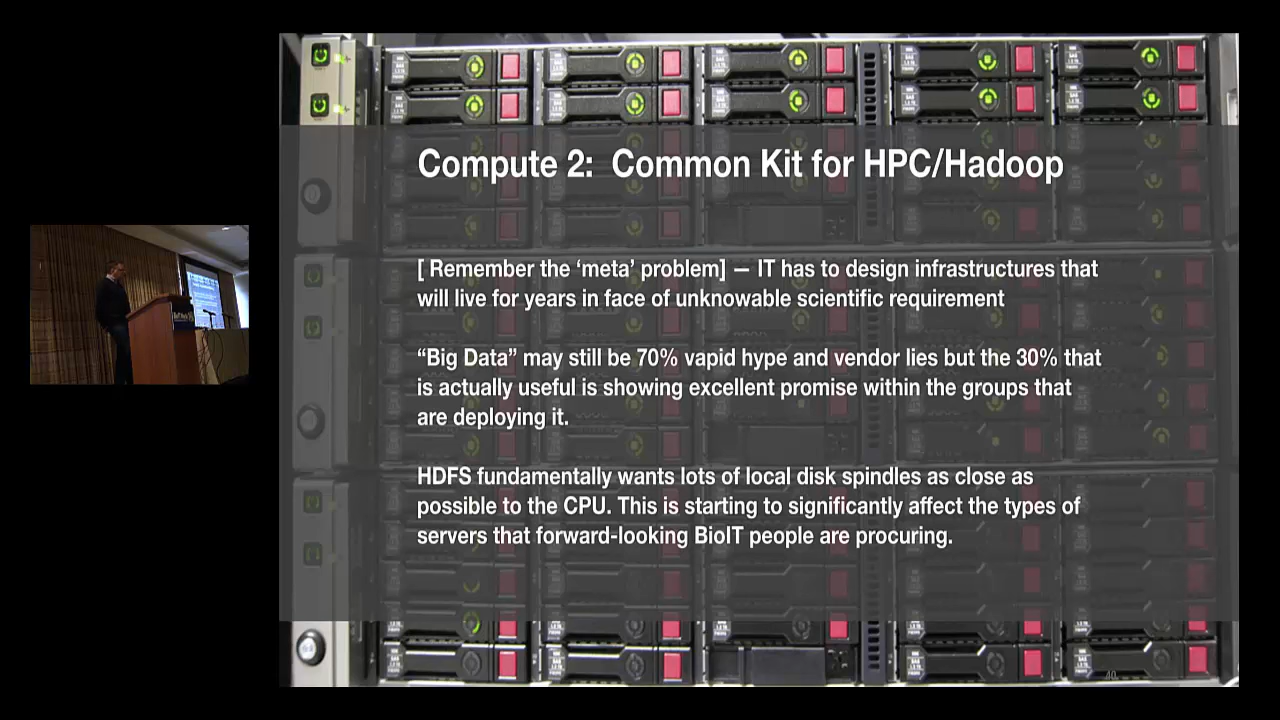 Compute 2: Common Kit for HPC/Hadoop
[ Remember the ‘meta’ problem] — IT has to design infrastructures that
will live for years in face of unknowable scientific requirement
“Big Data” may still be 70% vapid hype and vendor lies but the 30% that
is actually useful is showing excellent promise within the groups that
are deploying it.
HDFS fundamentally wants lots of local disk spindles as close as
possible to the CPU. This is starting to significantly affect the types of
servers that forward-looking BioIT people are procuring.
40